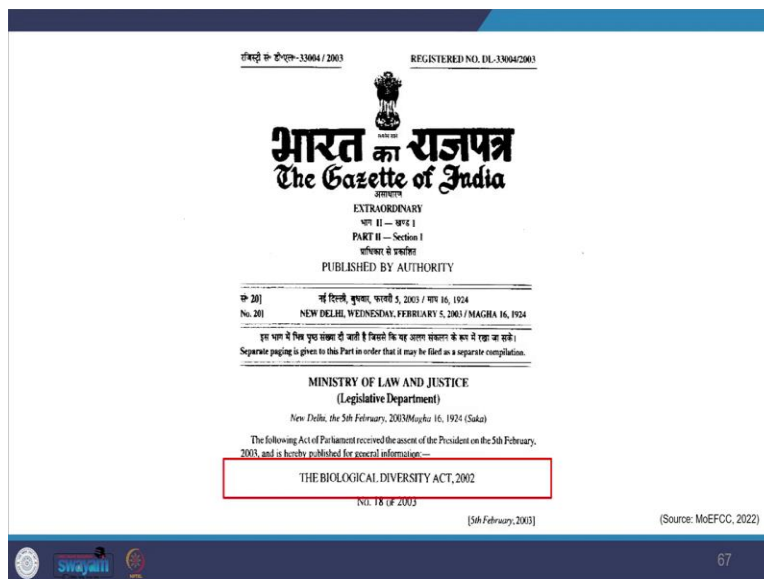 रजिस्ट्री सं॰ डी॰एल॰-33004 / 2003
REGISTERED NO. DL-33004/2003
भारत का राजपत्र
The Gazette of India
असाधारण
EXTRAORDINARY
भाग II — खण्ड 1
PART II — Section 1
प्राधिकार से प्रकाशित
PUBLISHED BY AUTHORITY
सं॰ 20]
नई दिल्ली, बुधवार, फरवरी 5, 2003 / माघ 16, 1924
No. 20]
NEW DELHI, WEDNESDAY, FEBRUARY 5, 2003 / MAGHA 16, 1924
इस भाग में भिन्न पृष्ठ संख्या दी जाती है जिससे कि यह अलग संकलन के रूप में रखा जा सके।
Separate paging is given to this Part in order that it may be filed as a separate compilation.
MINISTRY OF LAW AND JUSTICE
(Legislative Department)
New Delhi, the 5th February, 2003/Magha 16, 1924 (Saka)
The following Act of Parliament received the assent of the President on the 5th February,
2003, and is hereby published for general information:—
THE BIOLOGICAL DIVERSITY ACT, 2002
No. 18 OF 2003
[5th February, 2003]
(Source: MoEFCC, 2022)
swayam
67